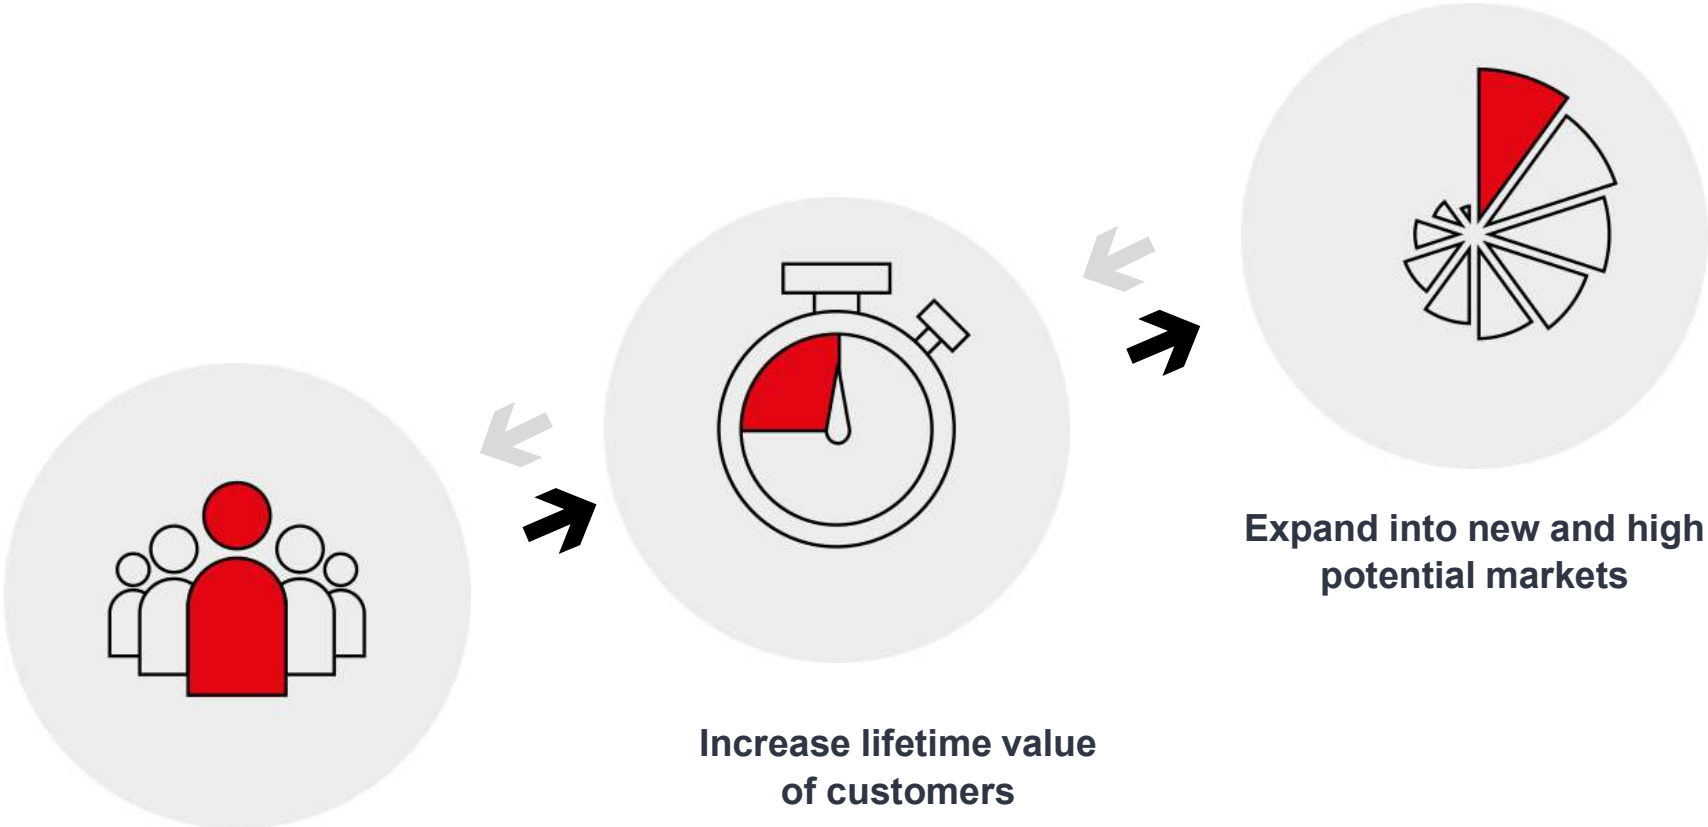 Expand into new and high
potential markets
Increase lifetime value
of customers